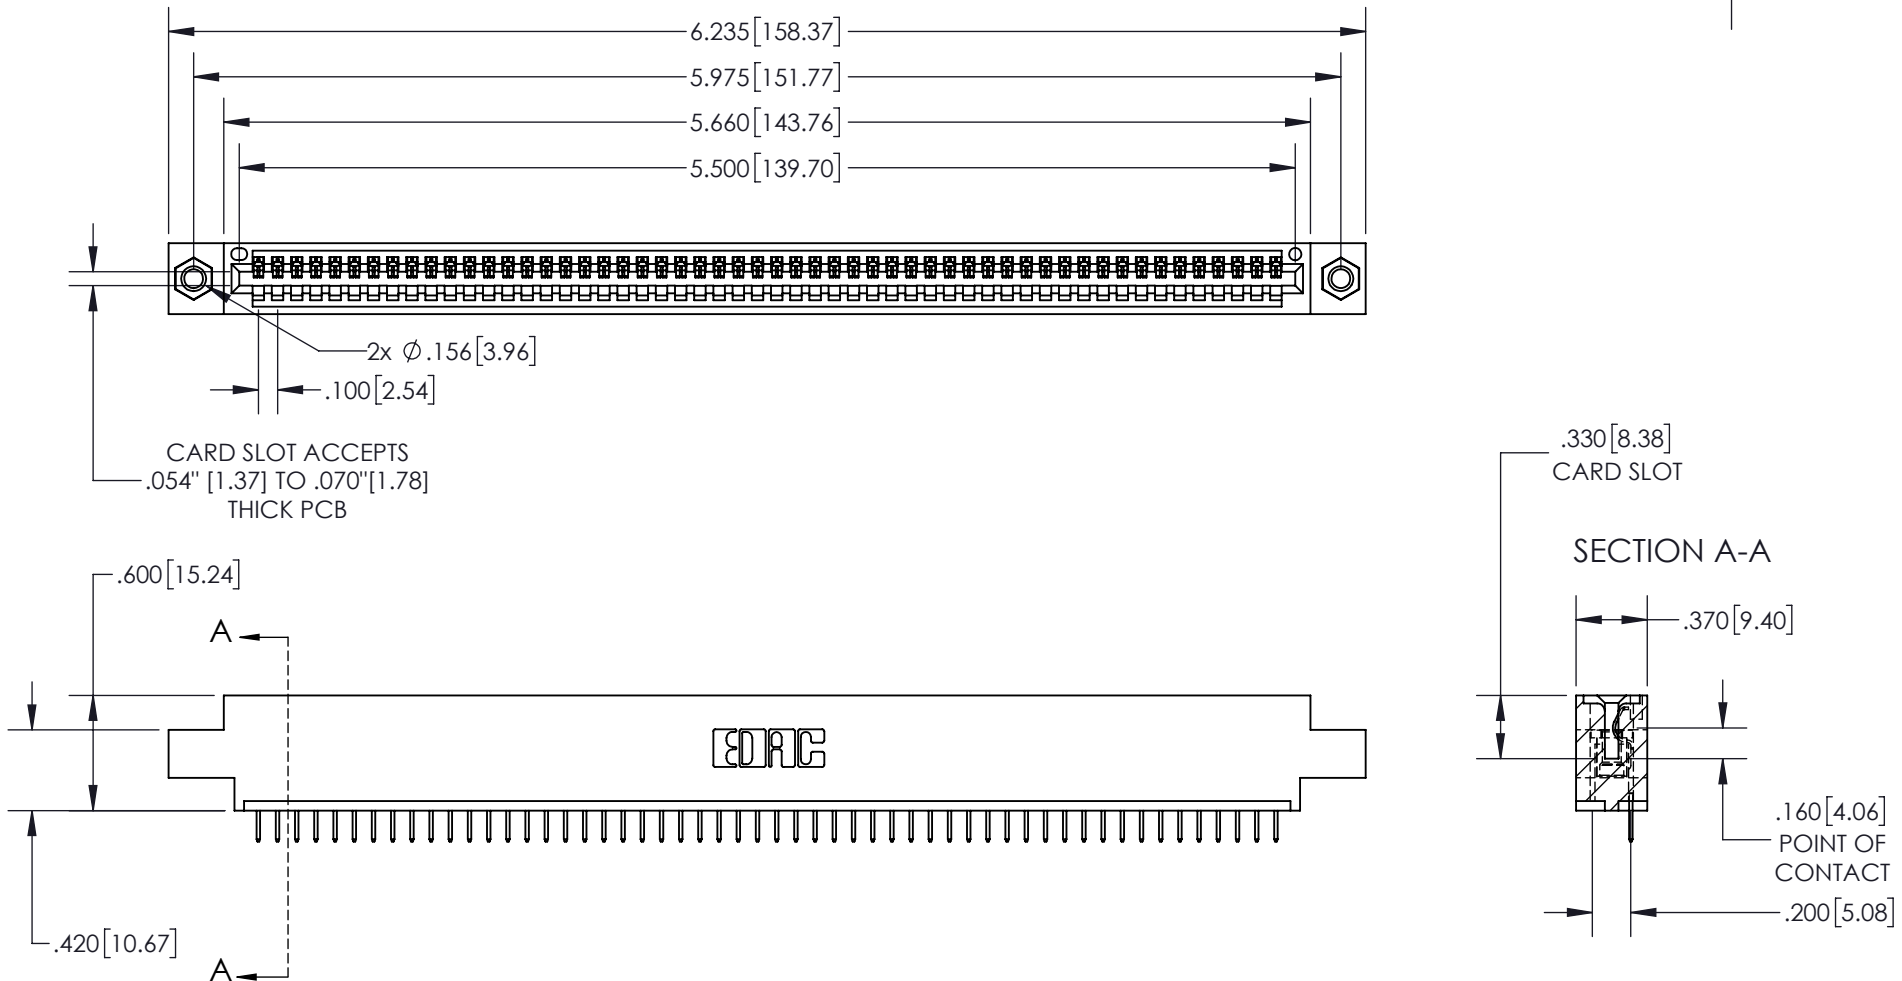 6.235[158.37]
5.975[151.77]
5.660[143.76]
5.500[139.70]
2x Ø.156[3.96]
.100[2.54]
CARD SLOT ACCEPTS
.054" [1.37] TO .070"[1.78]
THICK PCB
.330[8.38]
CARD SLOT
SECTION A-A
.600[15.24]
A
.370[9.40]
EDAC
.160[4.06]
POINT OF
CONTACT
.200[5.08]
.420[10.67]
A